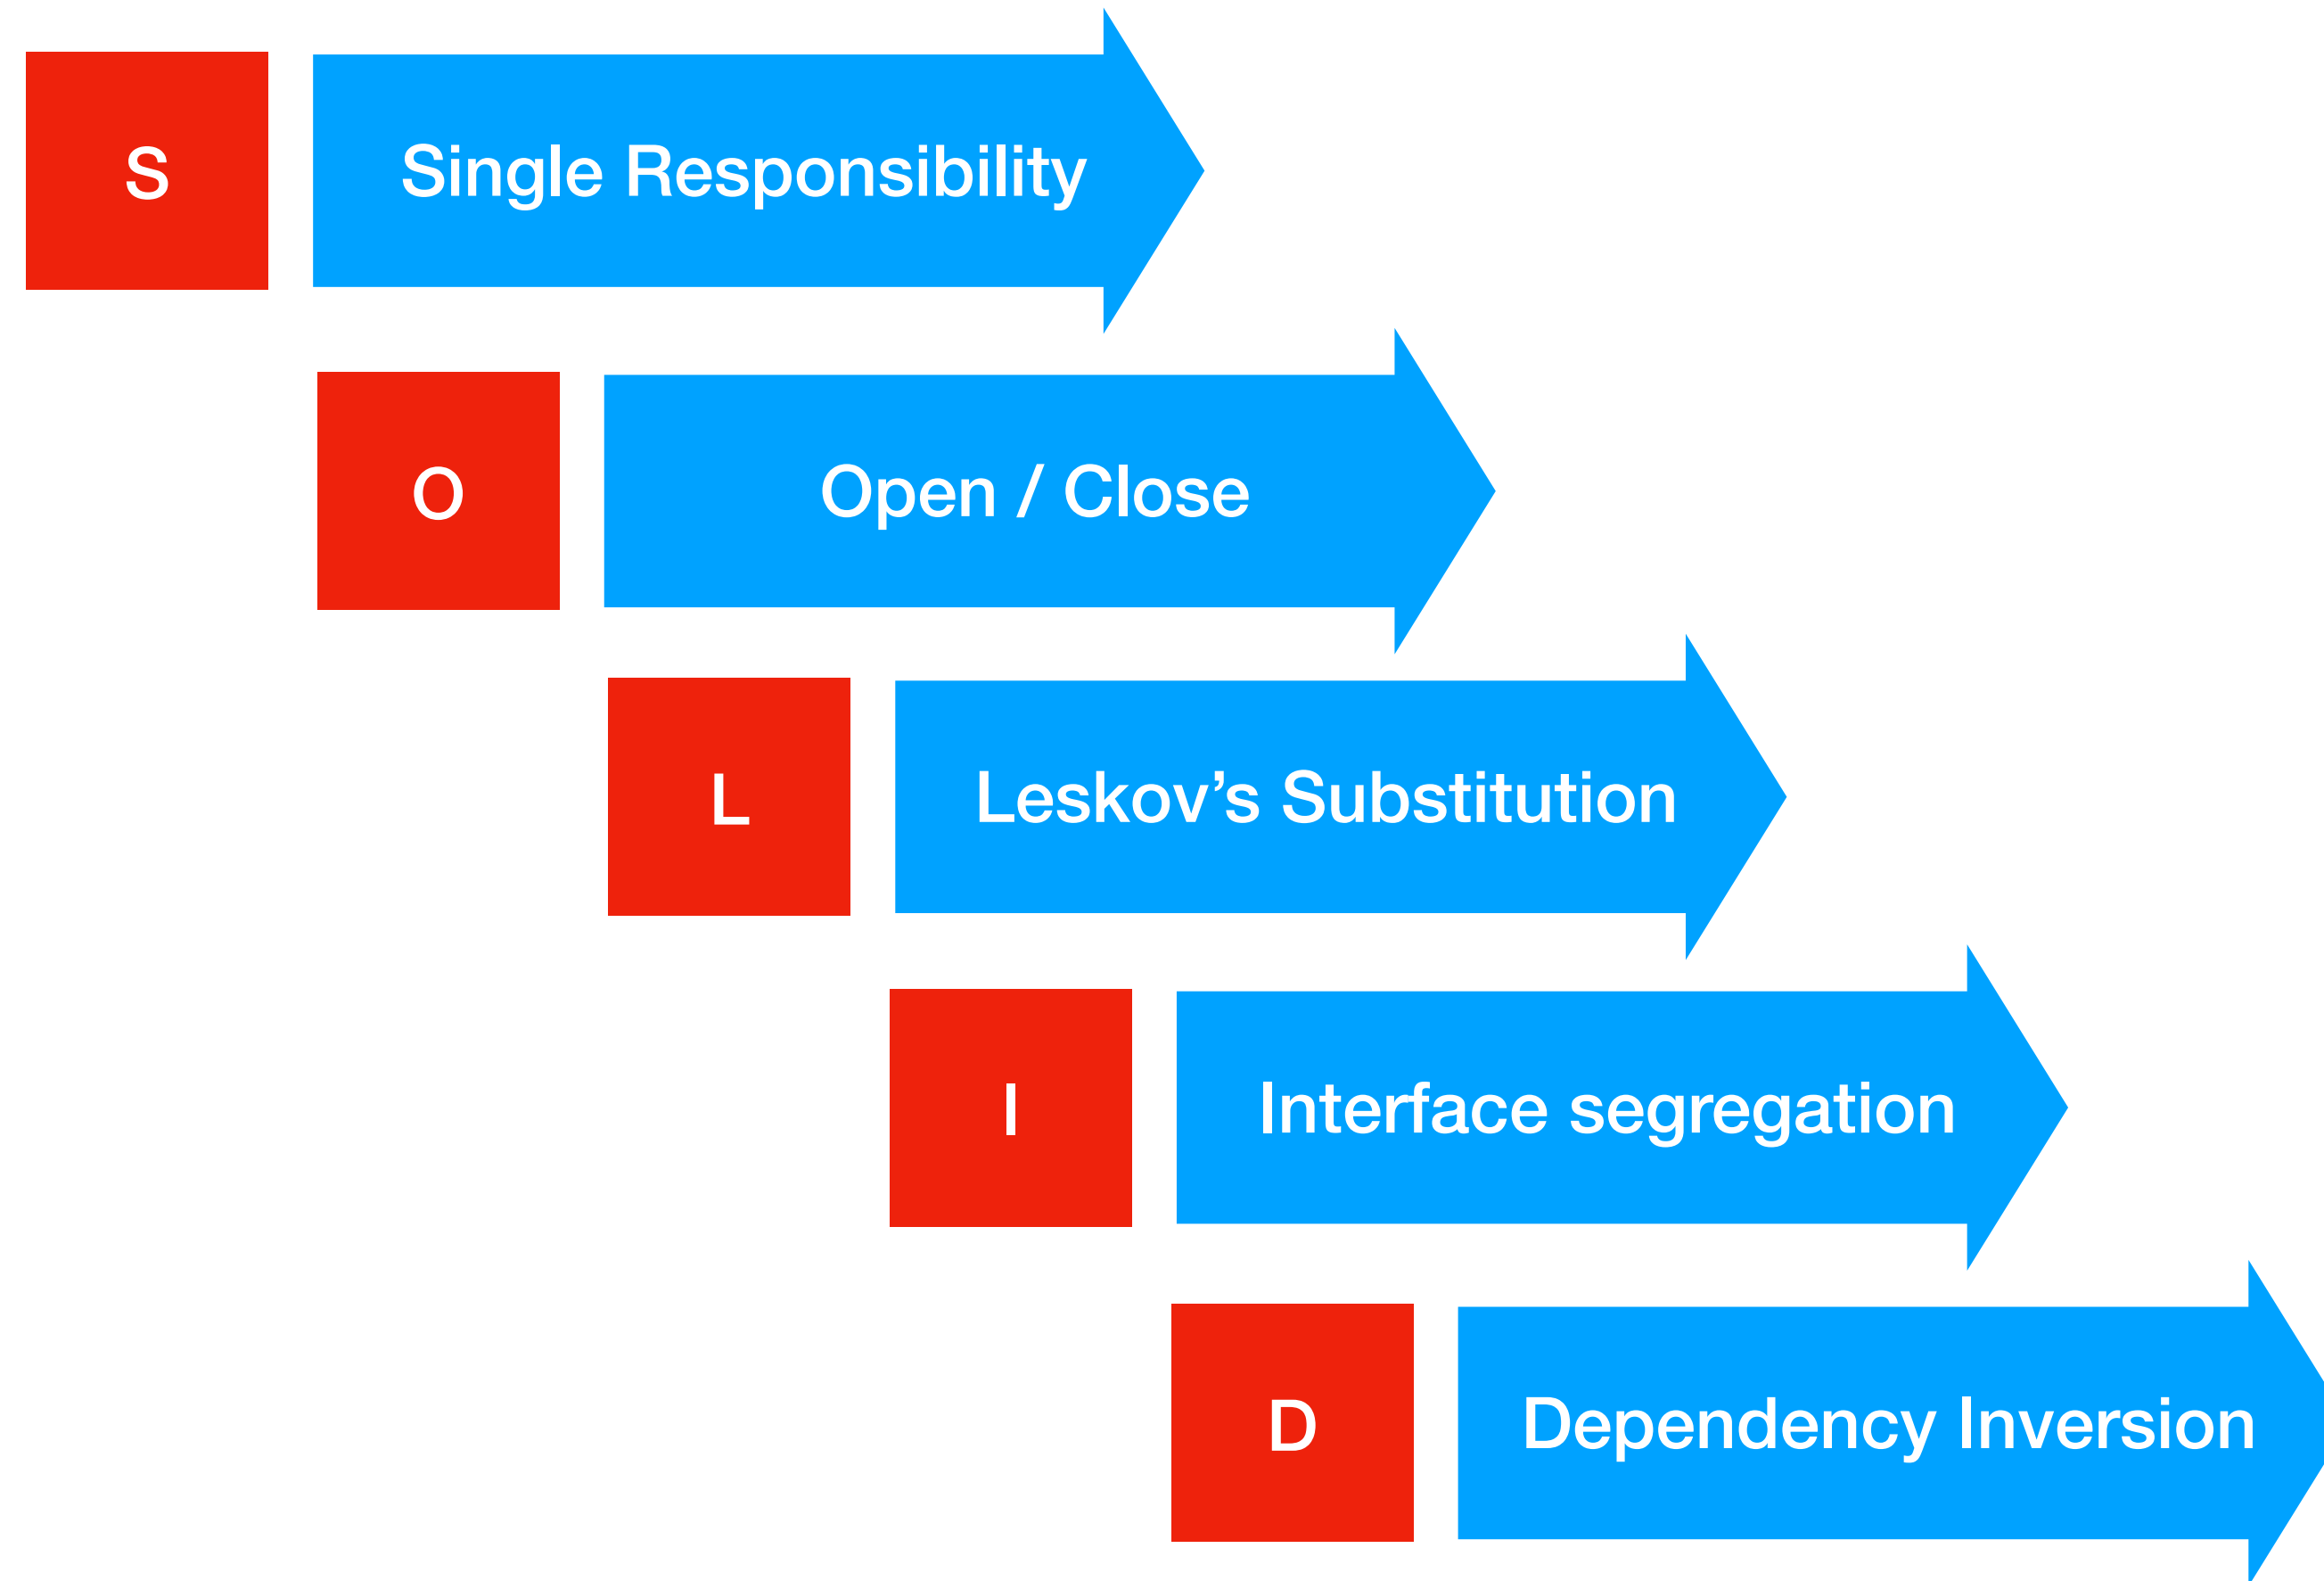 S
Single Responsibility
O
Open / Close
L
Leskov’s Substitution
I
Interface segregation
D
Dependency Inversion